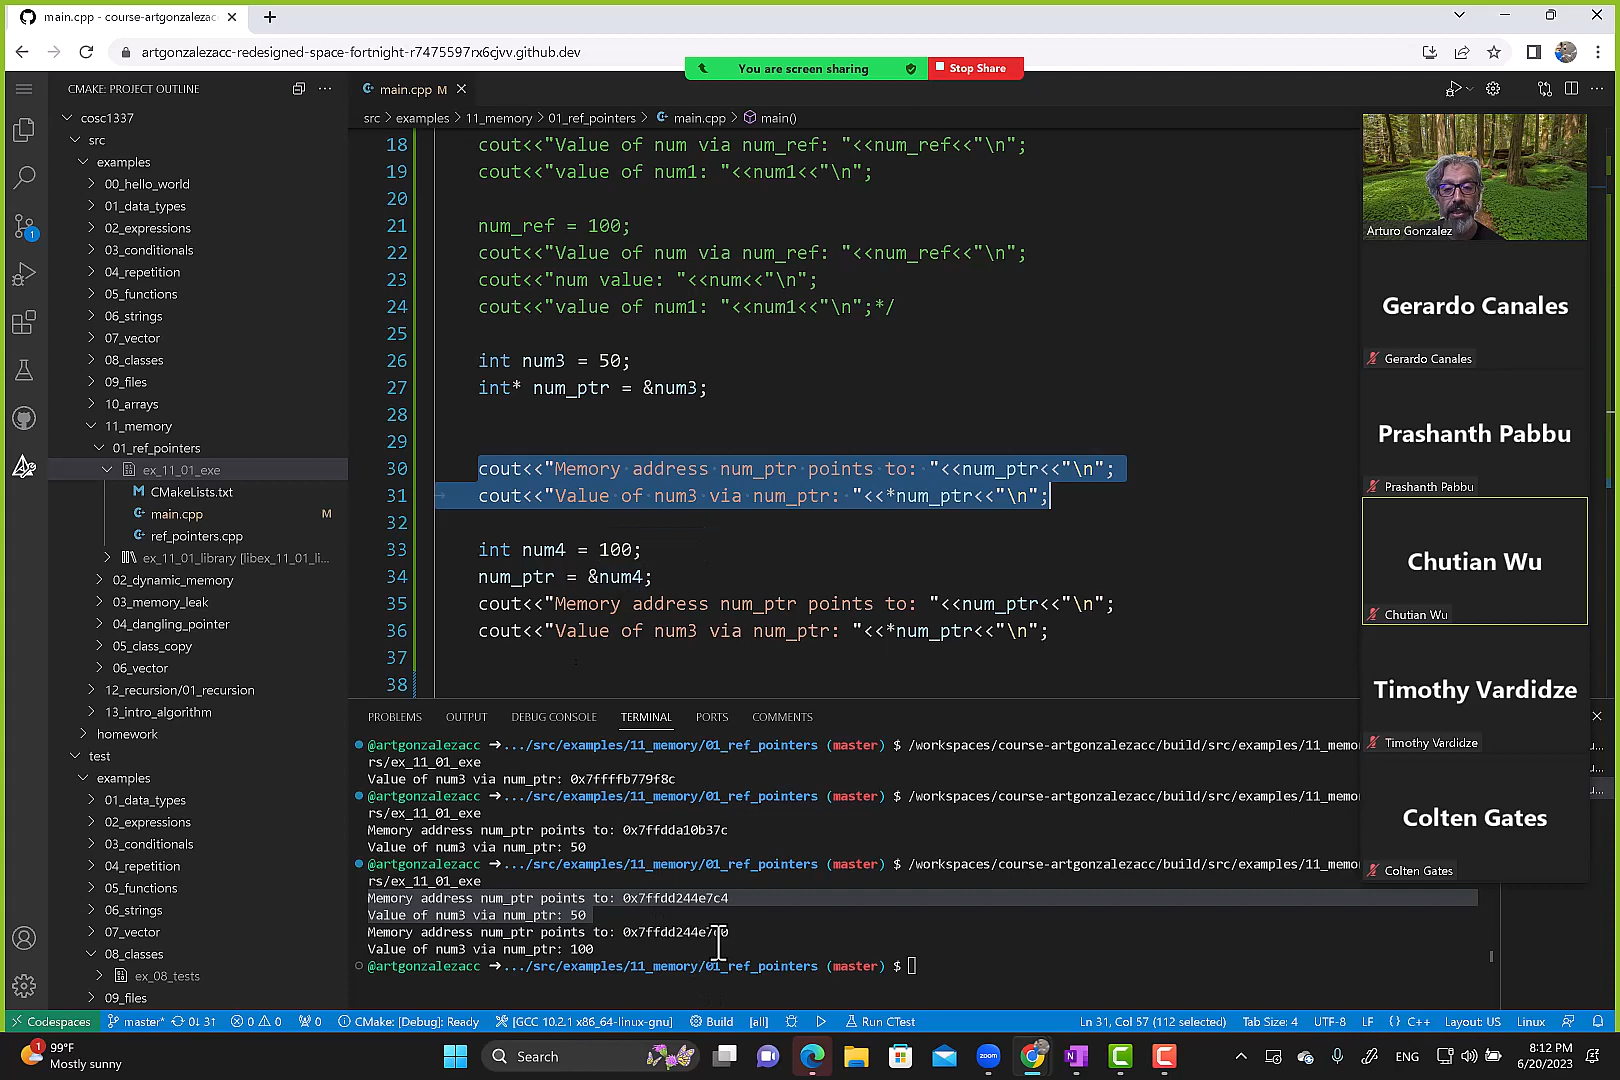 main.cpp - course-artgonzalezacc
artgonzalezacc-redesigned-space-fortnight-r7475597rx6cjvv.github.dev
You are screen sharing
Stop Share
CMAKE: PROJECT OUTLINE
main.cpp M
src > examples > 11_memory > 01_ref_pointers > main.cpp > main()
cosc1337
src
examples
00_hello_world
01_data_types
02_expressions
03_conditionals
04_repetition
05_functions
06_strings
07_vector
08_classes
09_files
10_arrays
11_memory
01_ref_pointers
ex_11_01_exe
CMakeLists.txt
main.cpp M
ref_pointers.cpp
ex_11_01_library [libex_11_01_li...
02_dynamic_memory
03_memory_leak
04_dangling_pointer
05_class_copy
06_vector
12_recursion/01_recursion
13_intro_algorithm
homework
test
examples
01_data_types
02_expressions
03_conditionals
04_repetition
05_functions
06_strings
07_vector
08_classes
ex_08_tests
09_files
1
18 cout<<"Value of num via num_ref: "<<num_ref<<"\n";
19 cout<<"value of num1: "<<num1<<"\n";
20
21 num_ref = 100;
22 cout<<"Value of num via num_ref: "<<num_ref<<"\n";
23 cout<<"num value: "<<num<<"\n";
24 cout<<"value of num1: "<<num1<<"\n";*/
25
26 int num3 = 50;
27 int* num_ptr = &num3;
28
29
30 cout<<"Memory address num_ptr points to: "<<num_ptr<<"\n";
31 cout<<"Value of num3 via num_ptr: "<<*num_ptr<<"\n";
32
33 int num4 = 100;
34 num_ptr = &num4;
35 cout<<"Memory address num_ptr points to: "<<num_ptr<<"\n";
36 cout<<"Value of num3 via num_ptr: "<<*num_ptr<<"\n";
37
38
PROBLEMS OUTPUT DEBUG CONSOLE TERMINAL PORTS COMMENTS
@artgonzalezacc →.../src/examples/11_memory/01_ref_pointers (master) $ /workspaces/course-artgonzalezacc/build/src/examples/11_memo
rs/ex_11_01_exe
Value of num3 via num_ptr: 0x7ffffb779f8c
@artgonzalezacc →.../src/examples/11_memory/01_ref_pointers (master) $ /workspaces/course-artgonzalezacc/build/src/examples/11_memo
rs/ex_11_01_exe
Memory address num_ptr points to: 0x7ffdda10b37c
Value of num3 via num_ptr: 50
@artgonzalezacc →.../src/examples/11_memory/01_ref_pointers (master) $ /workspaces/course-artgonzalezacc/build/src/examples/11_memo
rs/ex_11_01_exe
Memory address num_ptr points to: 0x7ffdd244e7c4
Value of num3 via num_ptr: 50
Memory address num_ptr points to:
Value of num3 via num_ptr: 100
@artgonzalezacc →.../src/examples/11_memory/01_ref_pointers (master) $
Arturo Gonzalez
Gerardo Canales
Gerardo Canales
Prashanth Pabbu
Prashanth Pabbu
Chutian Wu
Chutian Wu
Timothy Vardidze
Timothy Vardidze
Colten Gates
Colten Gates
Codespaces master* 0↓ 3↑ 0 0 0 CMake: [Debug]: Ready [GCC 10.2.1 x86_64-linux-gnu] Build [all] Run CTest Ln 31, Col 57 (112 selected) Tab Size: 4 UTF-8 LF {} C++ Layout: US Linux
1
99°F
Mostly sunny
Search
zoom
ENG
8:12 PM
6/20/2023